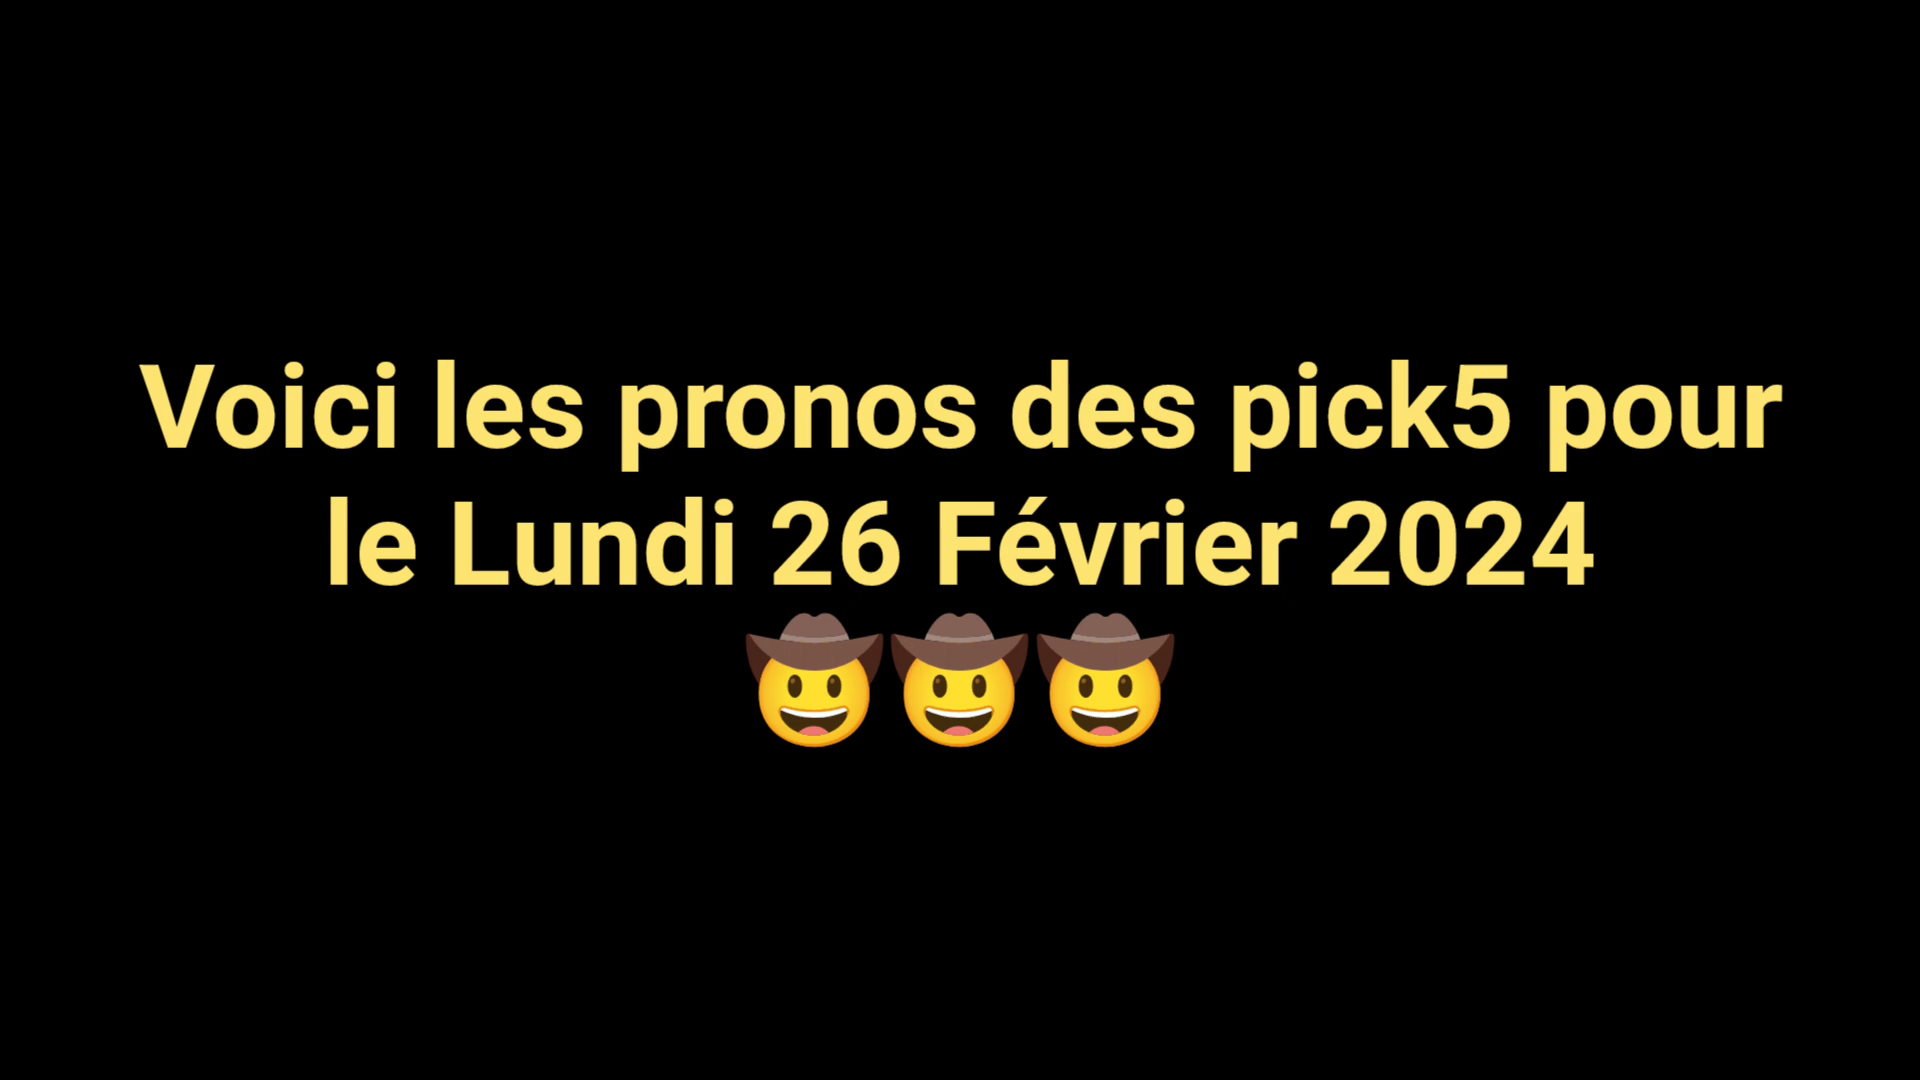 Voici les pronos des pick5 pour
le Lundi 26 Février 2024
🤠🤠🤠